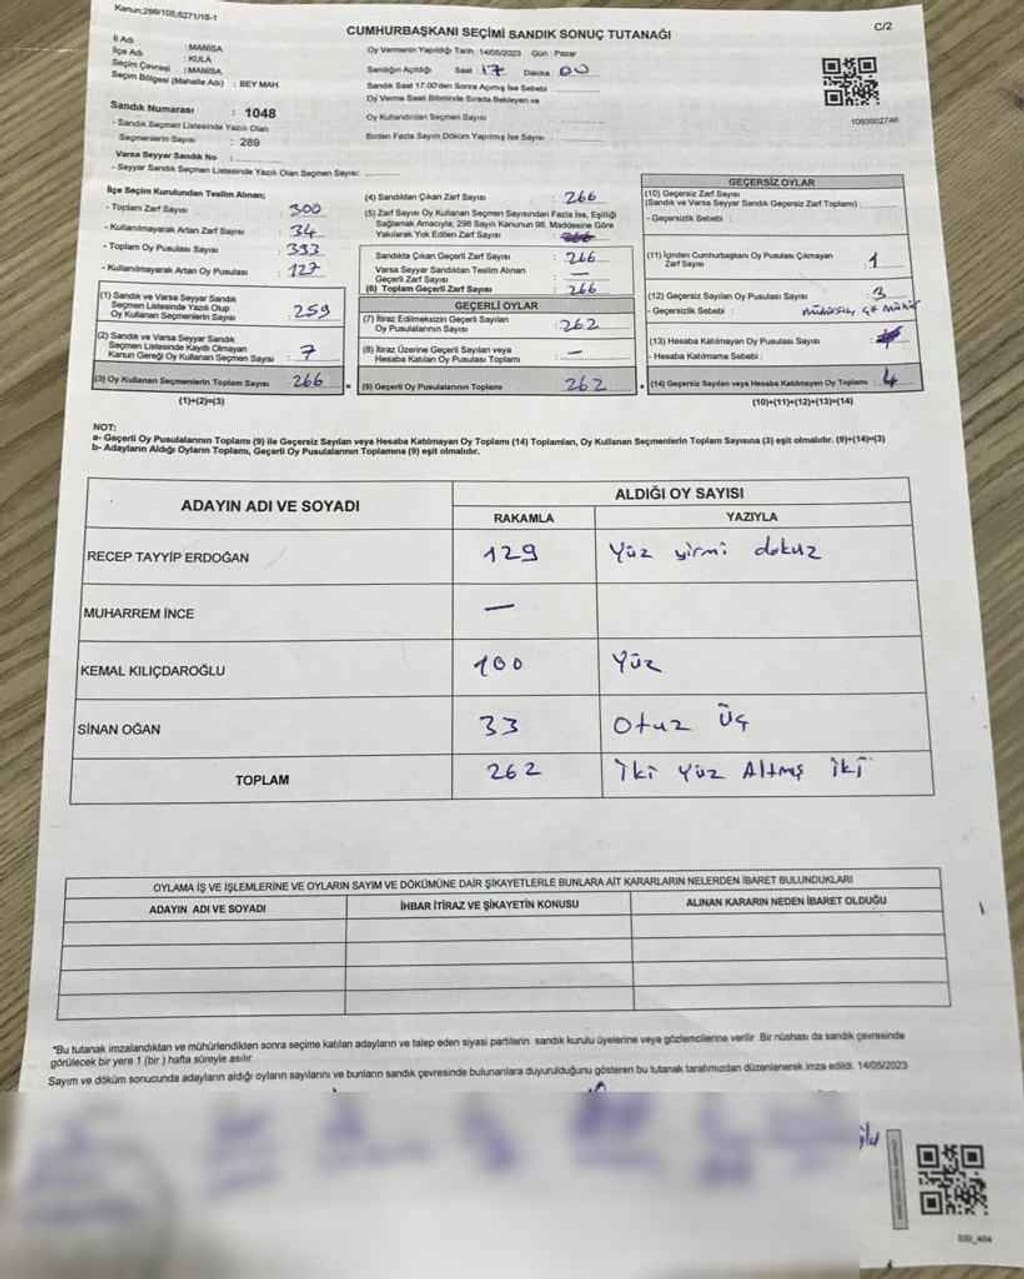 Kanun:298/105;6271/18-1
CUMHURBAŞKANI SEÇİMİ SANDIK SONUÇ TUTANAĞI
C/2
İl Adı : MANİSA
İlçe Adı : KULA
Seçim Çevresi : MANİSA
Seçim Bölgesi (Mahalle Adı) : BEY MAH.
Oy Vermenin Yapıldığı Tarih: 14/05/2023 Gün : Pazar
Sandığın Açıldığı Saat : 17 Dakika : 00
Sandık Saat 17:00'den Sonra Açılmış İse Sebebi
Oy Verme Saati Bitiminde Sırada Bekleyen ve
Oy Kullandırılan Seçmen Sayısı
Birden Fazla Sayım Döküm Yapılmış İse Sayısı
Sandık Numarası : 1048
- Sandık Seçmen Listesinde Yazılı Olan
Seçmenlerin Sayısı : 289
Varsa Seyyar Sandık No :
- Seyyar Sandık Seçmen Listesinde Yazılı Olan Seçmen Sayısı:
İlçe Seçim Kurulundan Teslim Alınan;
- Toplam Zarf Sayısı : 300
- Kullanılmayarak Artan Zarf Sayısı : 34
- Toplam Oy Pusulası Sayısı : 393
- Kullanılmayarak Artan Oy Pusulası : 127
(1) Sandık ve Varsa Seyyar Sandık
Seçmen Listesinde Yazılı Olup
Oy Kullanan Seçmenlerin Sayısı : 259
(2) Sandık ve Varsa Seyyar Sandık
Seçmen Listesinde Kaydı Olmayan
Kanun Gereği Oy Kullanan Seçmen Sayısı : 7
(3) Oy Kullanan Seçmenlerin Toplam Sayısı 266
(1)+(2)=(3)
(4) Sandıktan Çıkan Zarf Sayısı : 266
(5) Zarf Sayısı Oy Kullanan Seçmen Sayısından Fazla İse, Eşitliği
Sağlamak Amacıyla, 298 Sayılı Kanunun 98. Maddesine Göre
Yakılarak Yok Edilen Zarf Sayısı :
Sandıkta Çıkan Geçerli Zarf Sayısı : 266
Varsa Seyyar Sandıktan Teslim Alınan
Geçerli Zarf Sayısı : —
(6) Toplam Geçerli Zarf Sayısı : 266
GEÇERLİ OYLAR
(7) İtiraz Edilmeksizin Geçerli Sayılan
Oy Pusulalarının Sayısı : 262
(8) İtiraz Üzerine Geçerli Sayılan veya
Hesaba Katılan Oy Pusulası Toplamı : —
(9) Geçerli Oy Pusulalarının Toplamı : 262
GEÇERSİZ OYLAR
(10) Geçersiz Zarf Sayısı
(Sandık ve Varsa Seyyar Sandık Geçersiz Zarf Toplamı)
- Geçersizlik Sebebi :
(11) İçinden Cumhurbaşkanı Oy Pusulası Çıkmayan
Zarf Sayısı : 1
(12) Geçersiz Sayılan Oy Pusulası Sayısı : 3
- Geçersizlik Sebebi :
(13) Hesaba Katılmayan Oy Pusulası Sayısı :
- Hesaba Katılmama Sebebi :
(14) Geçersiz Sayılan veya Hesaba Katılmayan Oy Toplamı : 4
(10)+(11)+(12)+(13)=(14)
1093002746
NOT:
a- Geçerli Oy Pusulalarının Toplamı (9) ile Geçersiz Sayılan veya Hesaba Katılmayan Oy Toplamı (14) Toplamları, Oy Kullanan Seçmenlerin Toplam Sayısına (3) eşit olmalıdır. (9)+(14)=(3)
b- Adayların Aldığı Oyların Toplamı, Geçerli Oy Pusulalarının Toplamına (9) eşit olmalıdır.
ADAYIN ADI VE SOYADI
ALDIĞI OY SAYISI
RAKAMLA YAZIYLA
RECEP TAYYİP ERDOĞAN 129 Yüz yirmi dokuz
MUHARREM İNCE —
KEMAL KILIÇDAROĞLU 100 Yüz
SİNAN OĞAN 33 Otuz Üç
TOPLAM 262 İki Yüz Altmış İki
OYLAMA İŞ VE İŞLEMLERİNE VE OYLARIN SAYIM VE DÖKÜMÜNE DAİR ŞİKAYETLERLE BUNLARA AİT KARARLARIN NELERDEN İBARET BULUNDUKLARI
ADAYIN ADI VE SOYADI İHBAR İTİRAZ VE ŞİKAYETİN KONUSU ALINAN KARARIN NEDEN İBARET OLDUĞU
*Bu tutanak imzalandıktan ve mühürlendikten sonra seçime katılan adayların ve talep eden siyasi partilerin sandık kurulu üyelerine veya gözlemcilerine verilir. Bir nüshası da sandık çevresinde
görülecek bir yere 1 (bir ) hafta süreyle asılır.
Sayım ve döküm sonucunda adayların aldığı oyların sayılarını ve bunların sandık çevresinde bulunanlara duyurulduğunu gösteren bu tutanak tarafımızdan düzenlenerek imza edildi. 14/05/2023